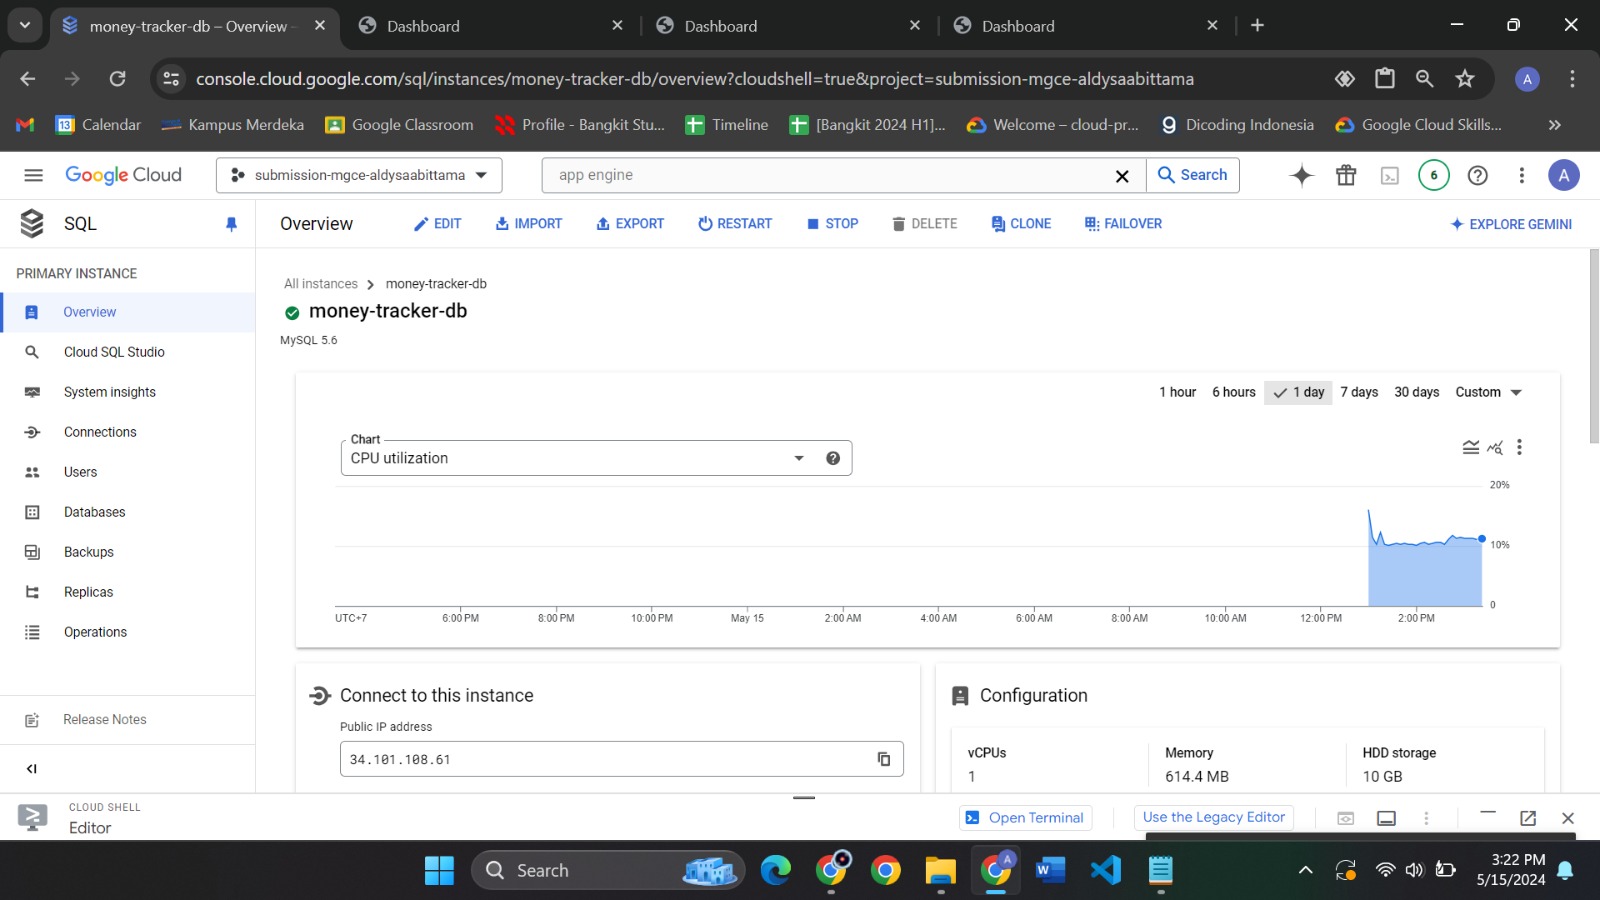 money-tracker-db – Overview –
Dashboard
Dashboard
Dashboard
console.cloud.google.com/sql/instances/money-tracker-db/overview?cloudshell=true&project=submission-mgce-aldysaabittama
A
13 Calendar
Kampus Merdeka
Google Classroom
Profile - Bangkit Stu...
Timeline
[Bangkit 2024 H1]...
Welcome – cloud-pr...
Dicoding Indonesia
Google Cloud Skills...
Google Cloud
submission-mgce-aldysaabittama
app engine
Search
6
A
SQL
Overview
EDIT
IMPORT
EXPORT
RESTART
STOP
DELETE
CLONE
FAILOVER
EXPLORE GEMINI
PRIMARY INSTANCE
Overview
Cloud SQL Studio
System insights
Connections
Users
Databases
Backups
Replicas
Operations
Release Notes
All instances
money-tracker-db
money-tracker-db
MySQL 5.6
1 hour
6 hours
1 day
7 days
30 days
Custom
Chart
CPU utilization
20%
10%
0
UTC+7
6:00 PM
8:00 PM
10:00 PM
May 15
2:00 AM
4:00 AM
6:00 AM
8:00 AM
10:00 AM
12:00 PM
2:00 PM
Connect to this instance
Public IP address
34.101.108.61
Configuration
vCPUs
1
Memory
614.4 MB
HDD storage
10 GB
CLOUD SHELL
Editor
Open Terminal
Use the Legacy Editor
Search
A
W
3:22 PM
5/15/2024